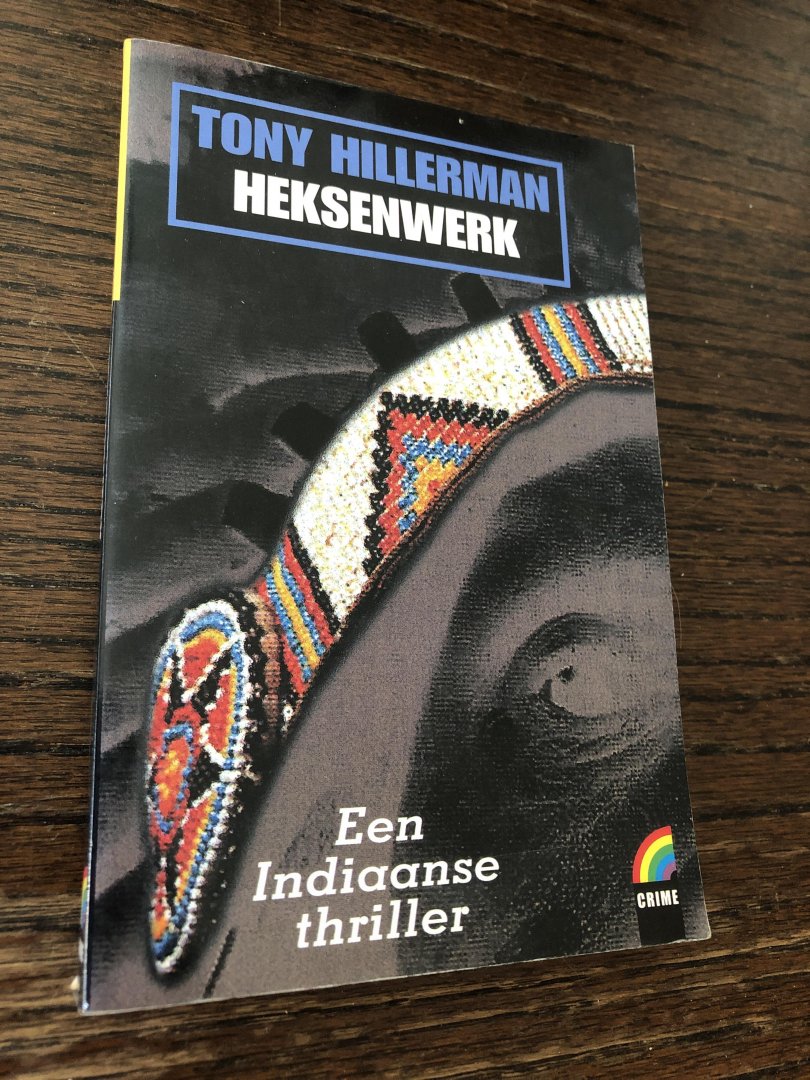 TONY HILLERMAN
HEKSENWERK
Een
Indiaanse
thriller
CRIME